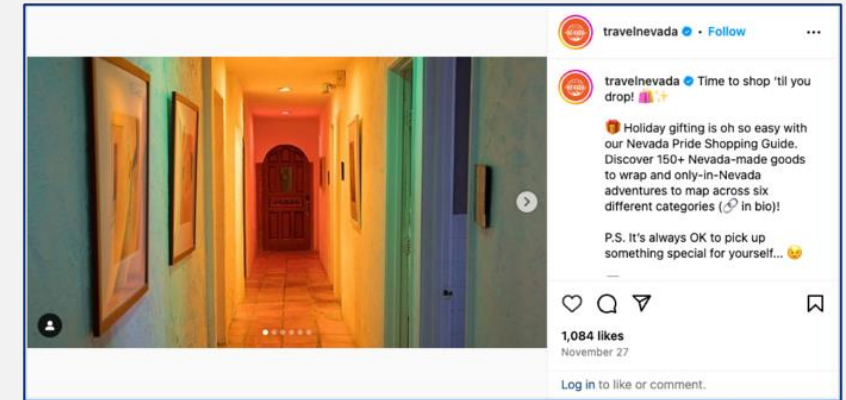 travelnevada • Follow
travelnevada Time to shop ‘til you
drop! 🛍️✨
🎁 Holiday gifting is oh so easy with
our Nevada Pride Shopping Guide.
Discover 150+ Nevada-made goods
to wrap and only-in-Nevada
adventures to map across six
different categories (🔗 in bio)!
P.S. It’s always OK to pick up
something special for yourself... 😉
—
1,084 likes
November 27
Log in to like or comment.